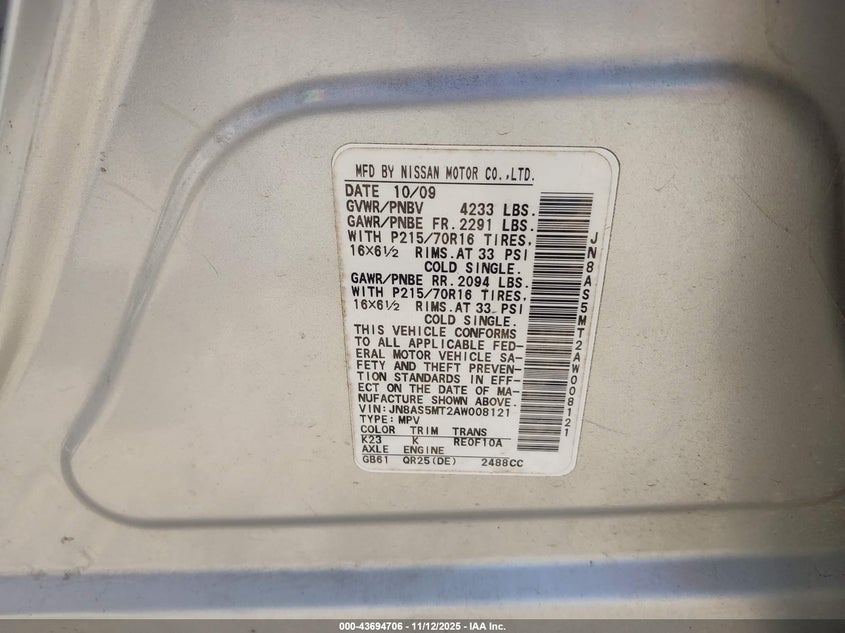 MFD BY NISSAN MOTOR CO.,LTD.
DATE 10/09
GVWR/PNBV 4233 LBS.
GAWR/PNBE FR.2291 LBS.
WITH P215/70R16 TIRES,
16×6½ RIMS.AT 33 PSI
COLD SINGLE.
GAWR/PNBE RR.2094 LBS.
WITH P215/70R16 TIRES,
16×6½ RIMS.AT 33 PSI
COLD SINGLE.
THIS VEHICLE CONFORMS
TO ALL APPLICABLE FED-
ERAL MOTOR VEHICLE SA-
FETY AND THEFT PREVEN-
TION STANDARDS IN EFF-
ECT ON THE DATE OF MA-
NUFACTURE SHOWN ABOVE.
VIN: JN8AS5MT2AW008121
TYPE: MPV
COLOR TRIM TRANS
K23 K RE0F10A
AXLE ENGINE
GB61 QR25(DE) 2488CC
JN8AS5MT2AW008121
000-43694706 - 11/12/2025 - IAA Inc.